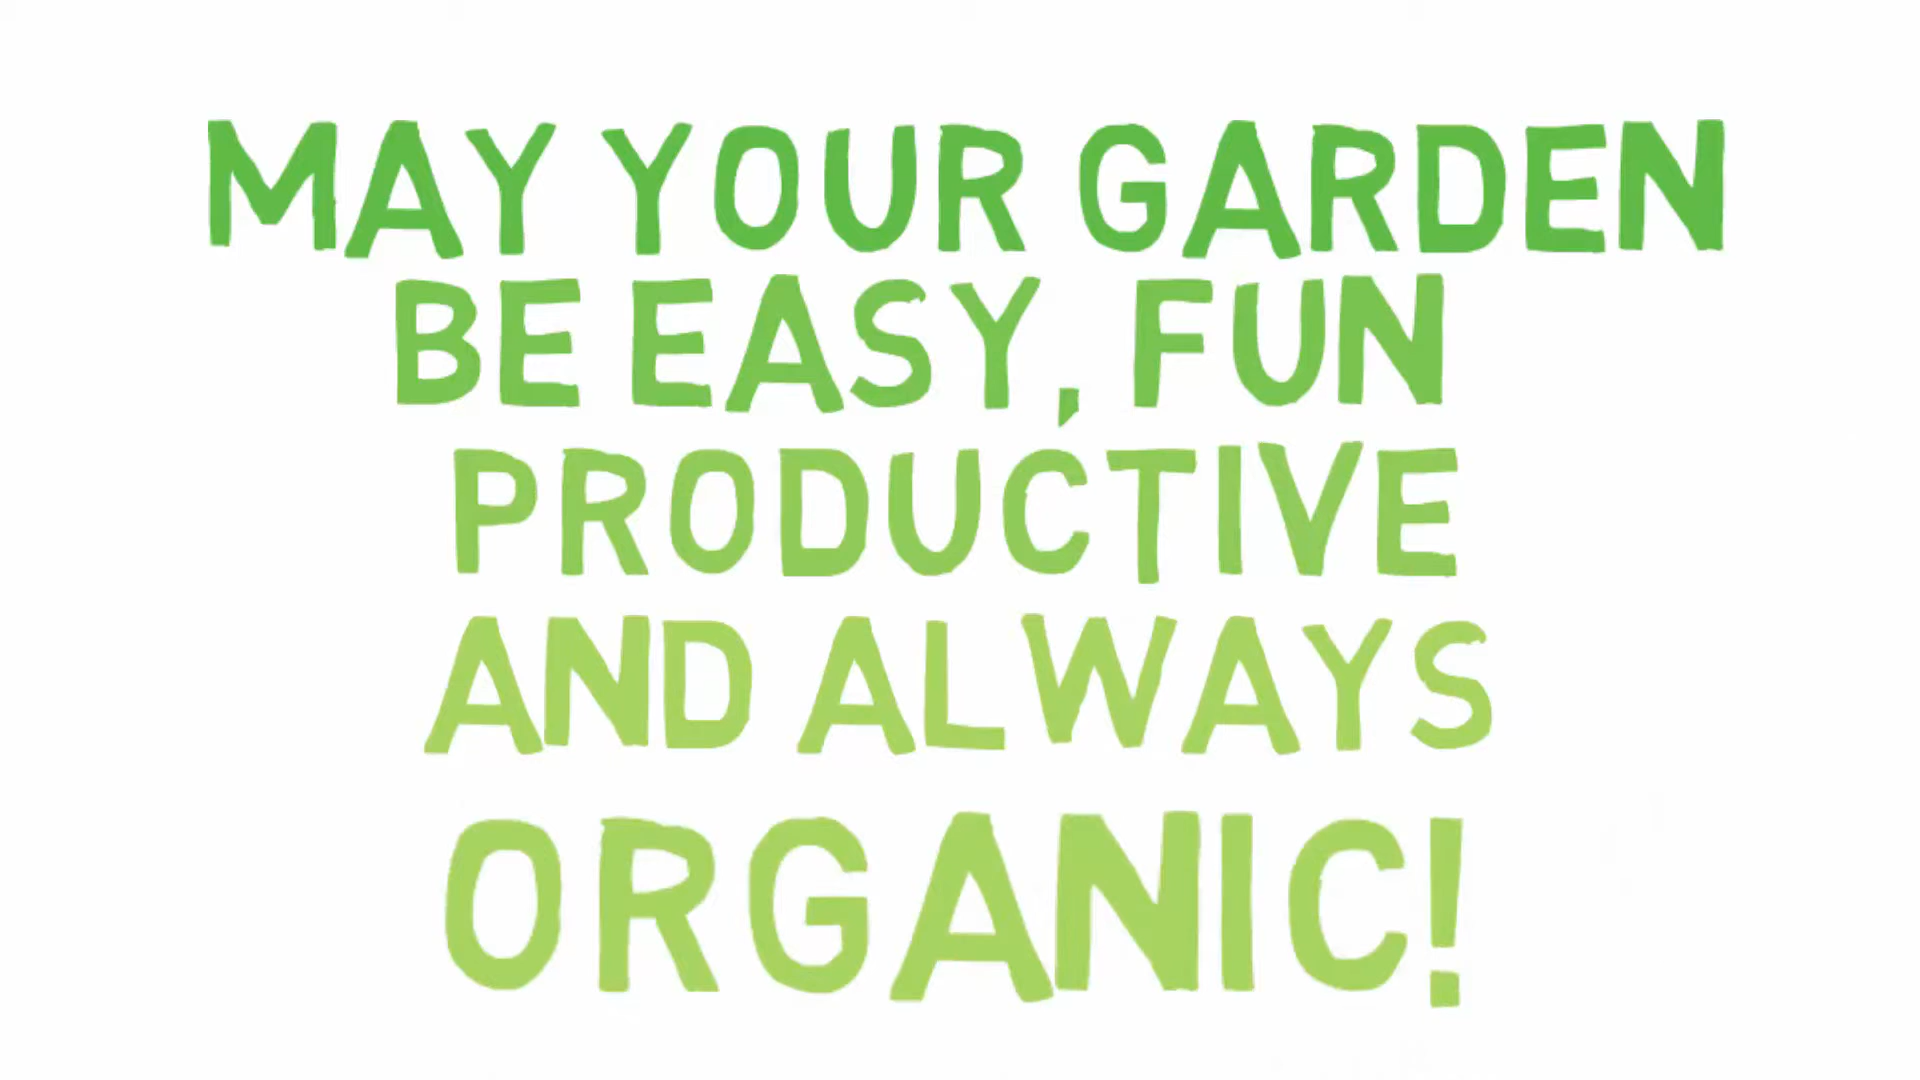 MAY YOUR GARDEN
BE EASY, FUN
PRODUCTIVE
AND ALWAYS
ORGANIC!